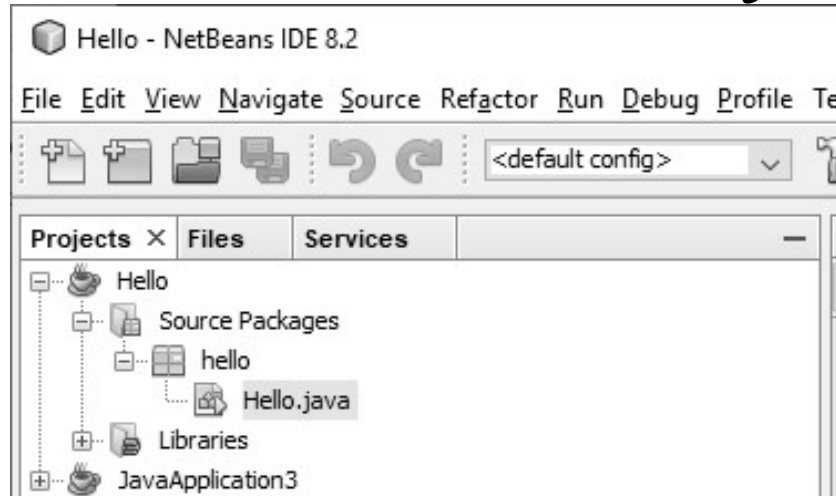 Hello - NetBeans IDE 8.2
File Edit View Navigate Source Refactor Run Debug Profile Te
<default config>
Projects Files Services
Hello
Source Packages
hello
Hello.java
Libraries
JavaApplication3